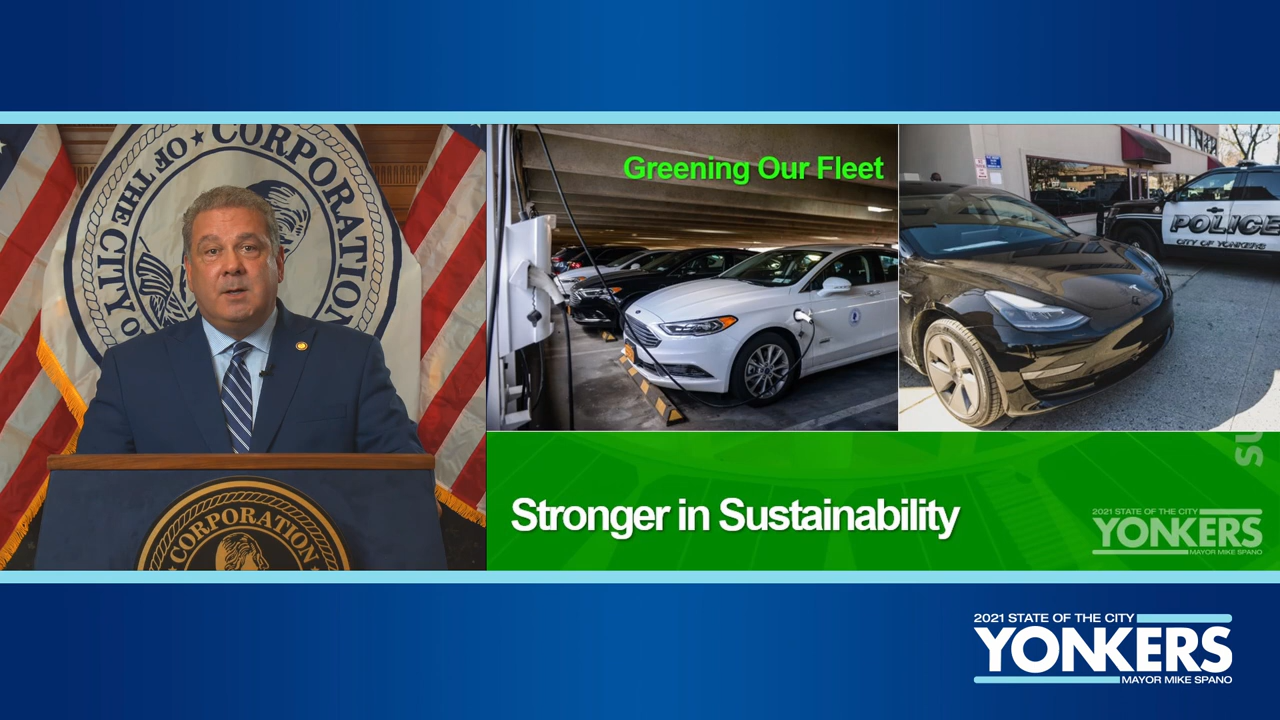 CORPORATION
OF THE CITY
CORPORATION
Greening Our Fleet
POLICE
CITY OF YONKERS
Stronger in Sustainability
SU
2021 STATE OF THE CITY
YONKERS
MAYOR MIKE SPANO
2021 STATE OF THE CITY
YONKERS
MAYOR MIKE SPANO